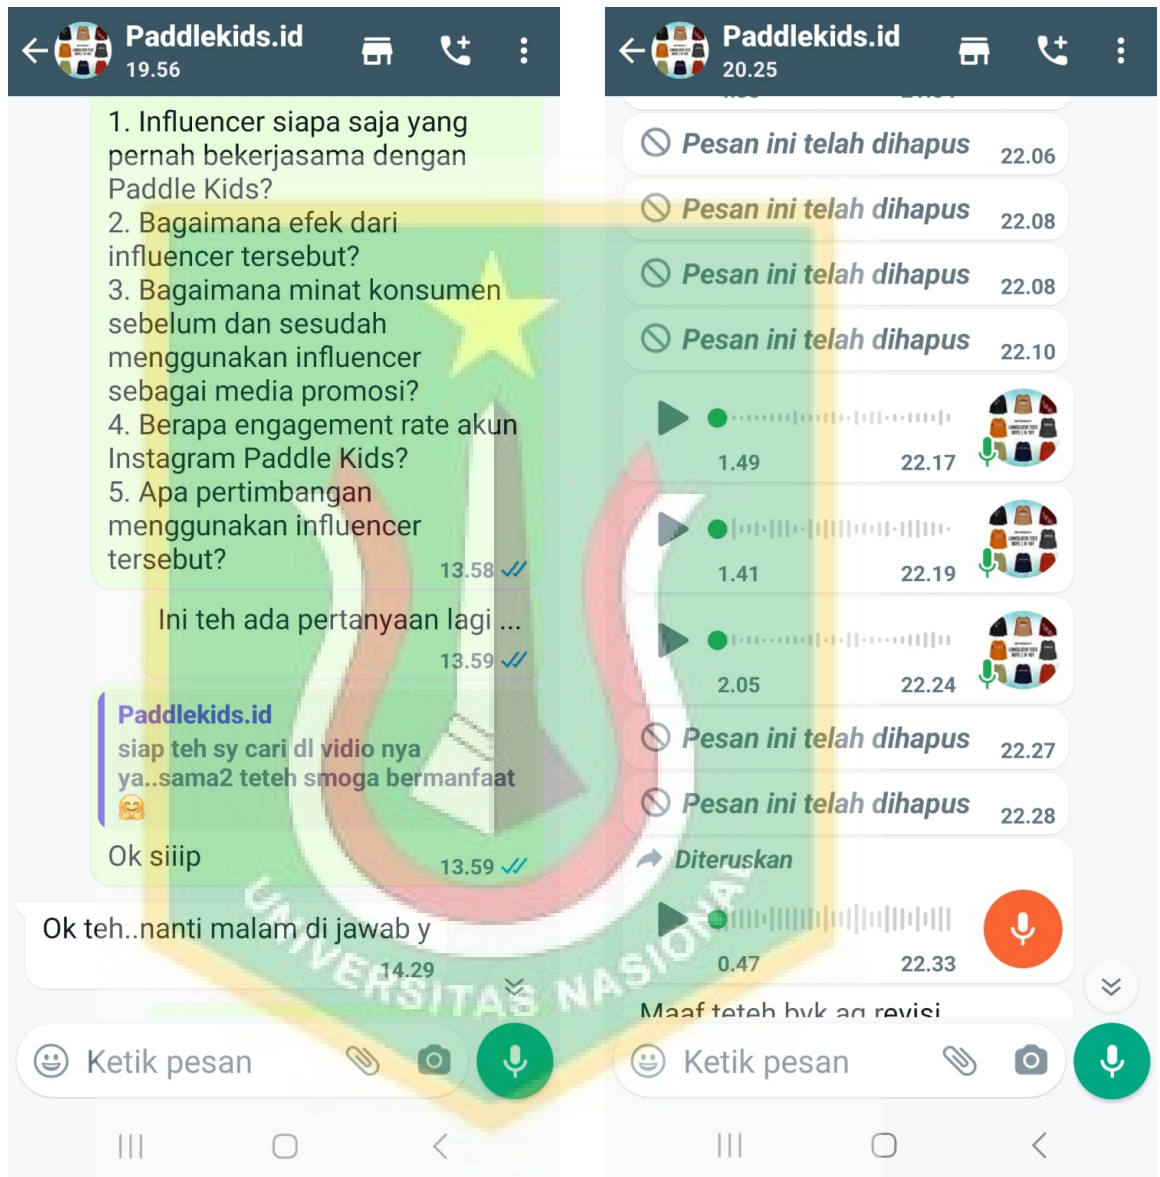 Paddlekids.id
19.56
1. Influencer siapa saja yang
pernah bekerjasama dengan
Paddle Kids?
2. Bagaimana efek dari
influencer tersebut?
3. Bagaimana minat konsumen
sebelum dan sesudah
menggunakan influencer
sebagai media promosi?
4. Berapa engagement rate akun
Instagram Paddle Kids?
5. Apa pertimbangan
menggunakan influencer
tersebut?
13.58
Ini teh ada pertanyaan lagi ...
13.59
Paddlekids.id
siap teh sy cari dl vidio nya
ya..sama2 teteh smoga bermanfaat
🤗
Ok siiip
13.59
Ok teh..nanti malam di jawab y
14.29
Ketik pesan
Paddlekids.id
20.25
Pesan ini telah dihapus
22.06
Pesan ini telah dihapus
22.08
Pesan ini telah dihapus
22.08
Pesan ini telah dihapus
22.10
1.49 22.17
1.41 22.19
2.05 22.24
Pesan ini telah dihapus
22.27
Pesan ini telah dihapus
22.28
Diteruskan
0.47 22.33
Maaf teteh byk ag revisi
Ketik pesan
UNIVERSITAS NASIONAL